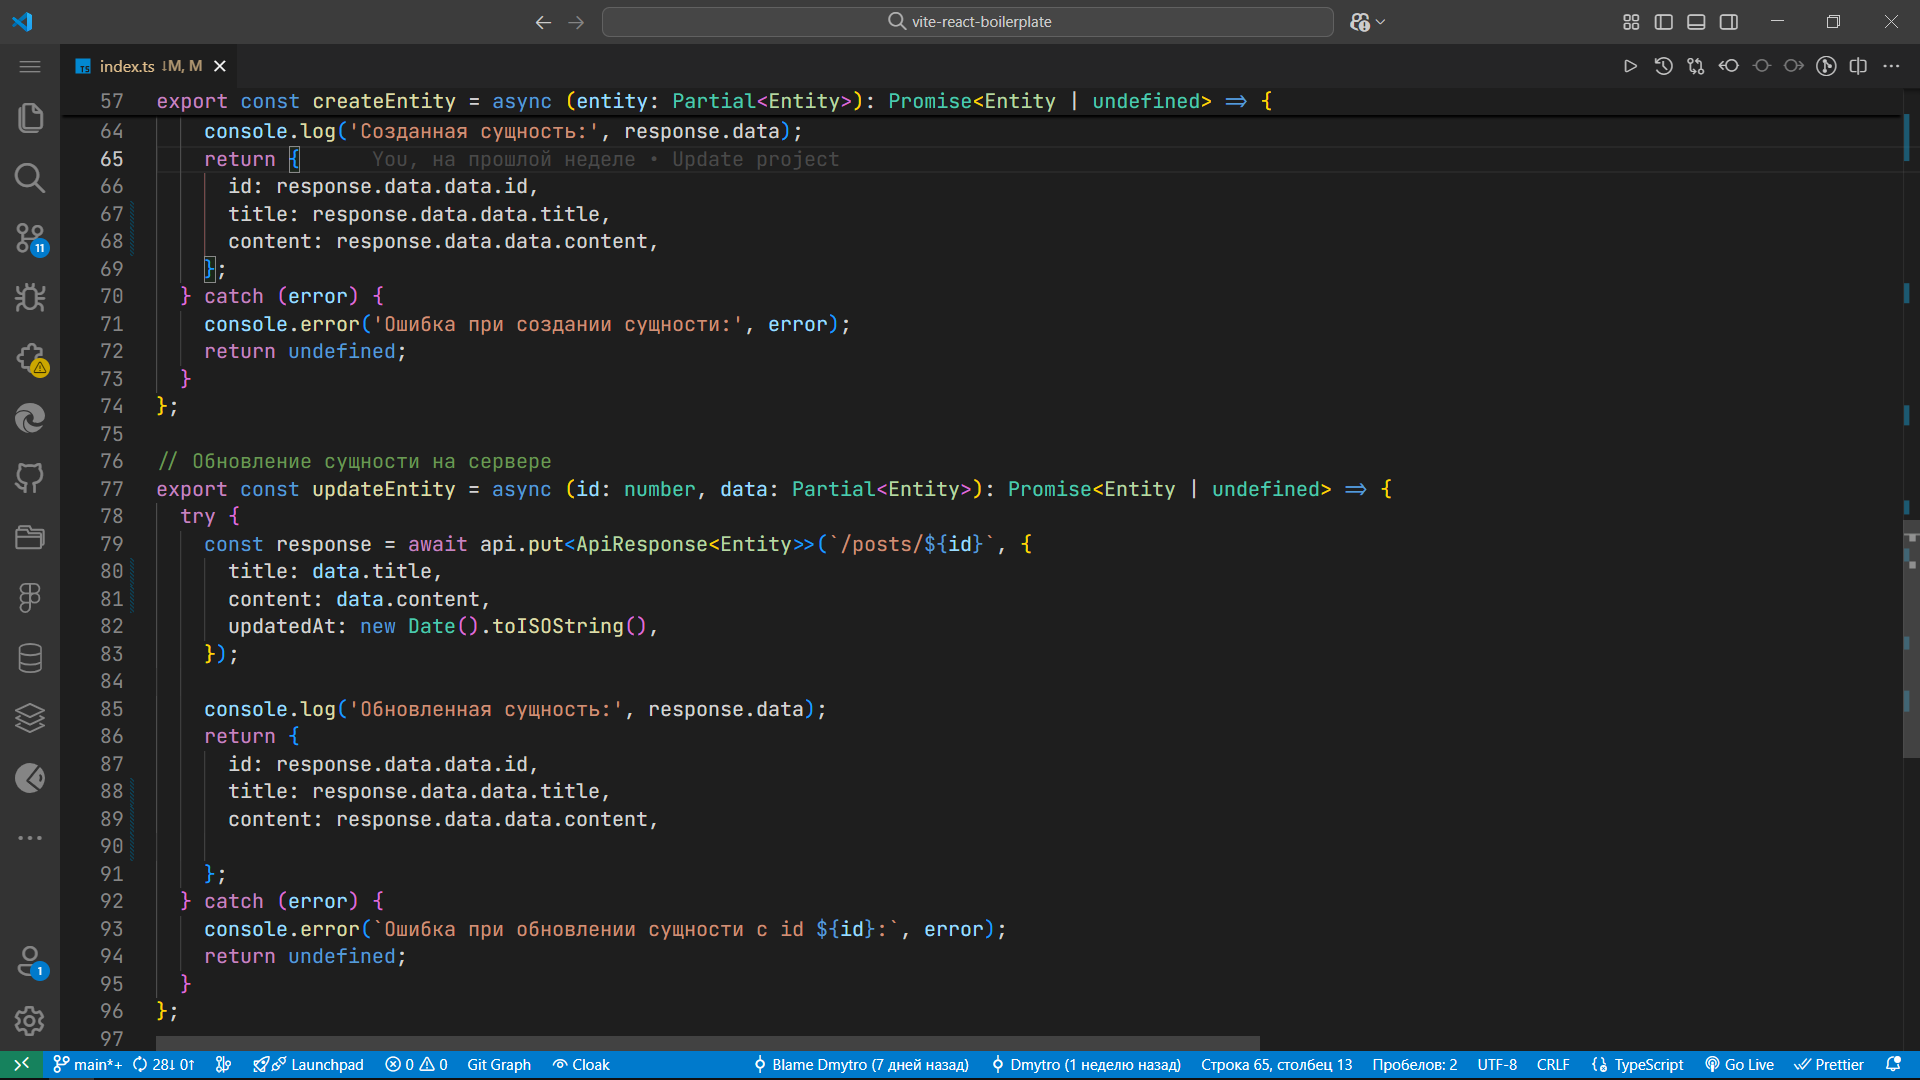 vite-react-boilerplate
index.ts ↓M, M
57 export const createEntity = async (entity: Partial<Entity>): Promise<Entity | undefined> => {
64 console.log('Созданная сущность:', response.data);
65 return { You, на прошлой неделе • Update project
66 id: response.data.data.id,
67 title: response.data.data.title,
68 content: response.data.data.content,
69 };
70 } catch (error) {
71 console.error('Ошибка при создании сущности:', error);
72 return undefined;
73 }
74 };
75
76 // Обновление сущности на сервере
77 export const updateEntity = async (id: number, data: Partial<Entity>): Promise<Entity | undefined> => {
78 try {
79 const response = await api.put<ApiResponse<Entity>>(`/posts/${id}`, {
80 title: data.title,
81 content: data.content,
82 updatedAt: new Date().toISOString(),
83 });
84
85 console.log('Обновленная сущность:', response.data);
86 return {
87 id: response.data.data.id,
88 title: response.data.data.title,
89 content: response.data.data.content,
90
91 };
92 } catch (error) {
93 console.error(`Ошибка при обновлении сущности с id ${id}:`, error);
94 return undefined;
95 }
96 };
97
11
1
main*+ 28↓ 0↑ Launchpad 0 0 Git Graph Cloak Blame Dmytro (7 дней назад) Dmytro (1 неделю назад) Строка 65, столбец 13 Пробелов: 2 UTF-8 CRLF {} TypeScript Go Live Prettier